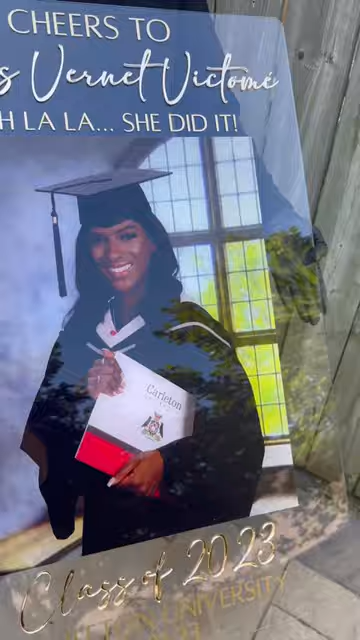 CHEERS TO
s Vernet Victomé
H LA LA... SHE DID IT!
Carleton
Class of 2023
UNIVERSITY